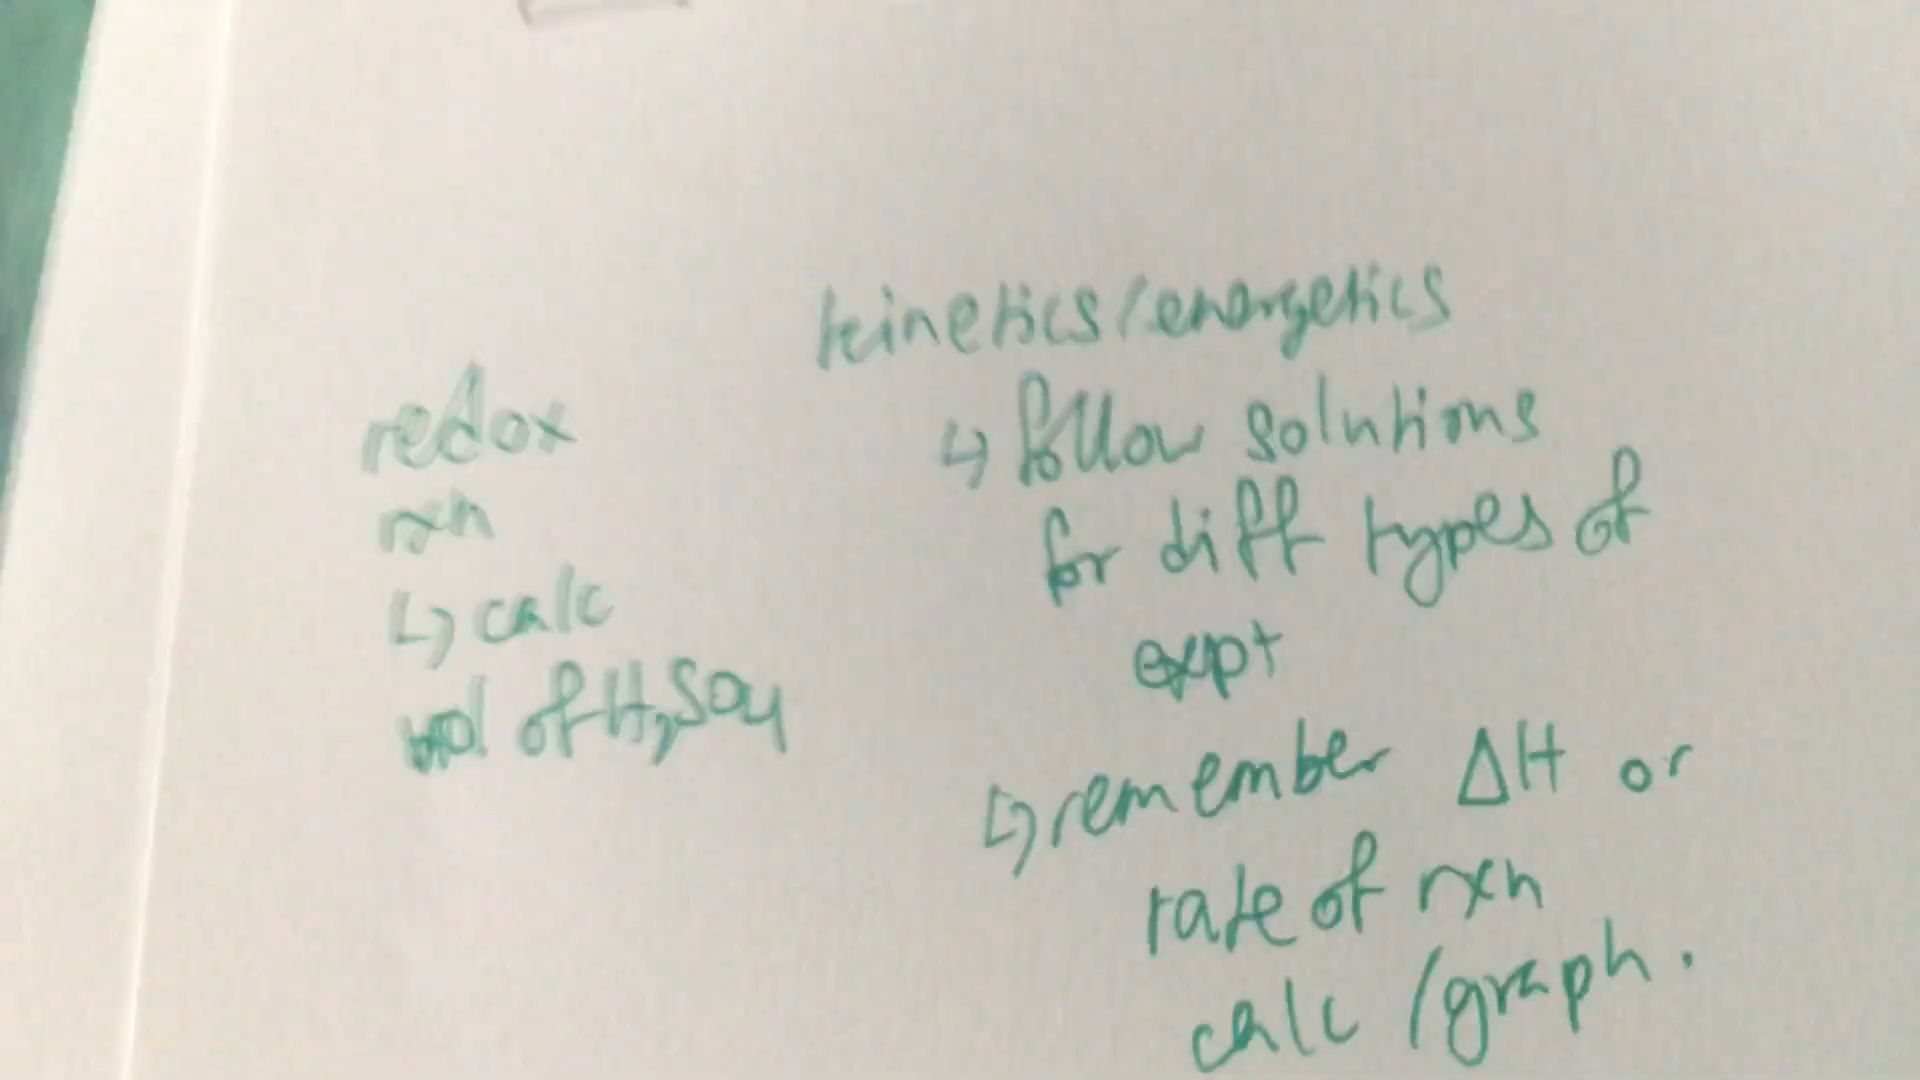 redox
rxn
↳ calc
vol of H₂SO₄
kinetics/energetics
↳ follow solutions
for diff types of
expt
↳ remember ΔH or
rate of rxn
calc/graph.